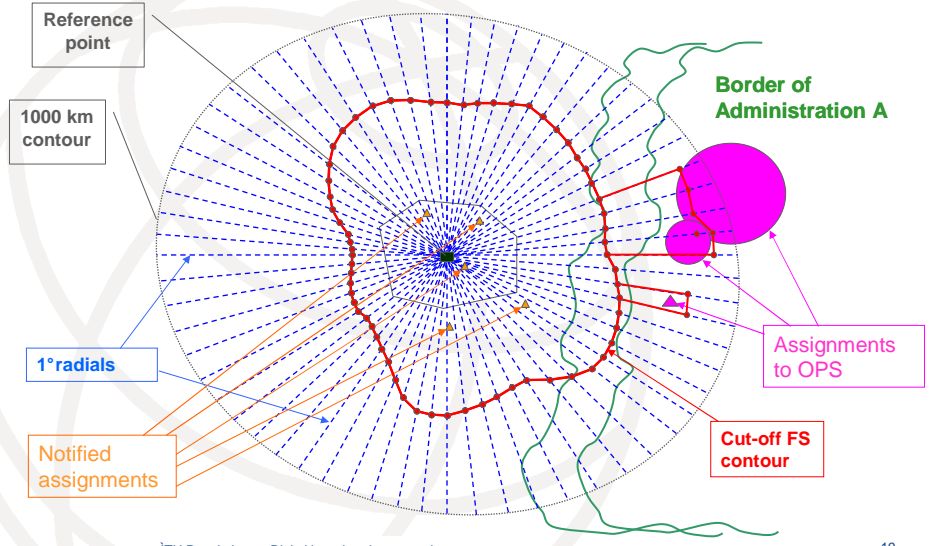 Reference
point
1000 km
contour
Border of
Administration A
1°radials
Notified
assignments
Assignments
to OPS
Cut-off FS
contour